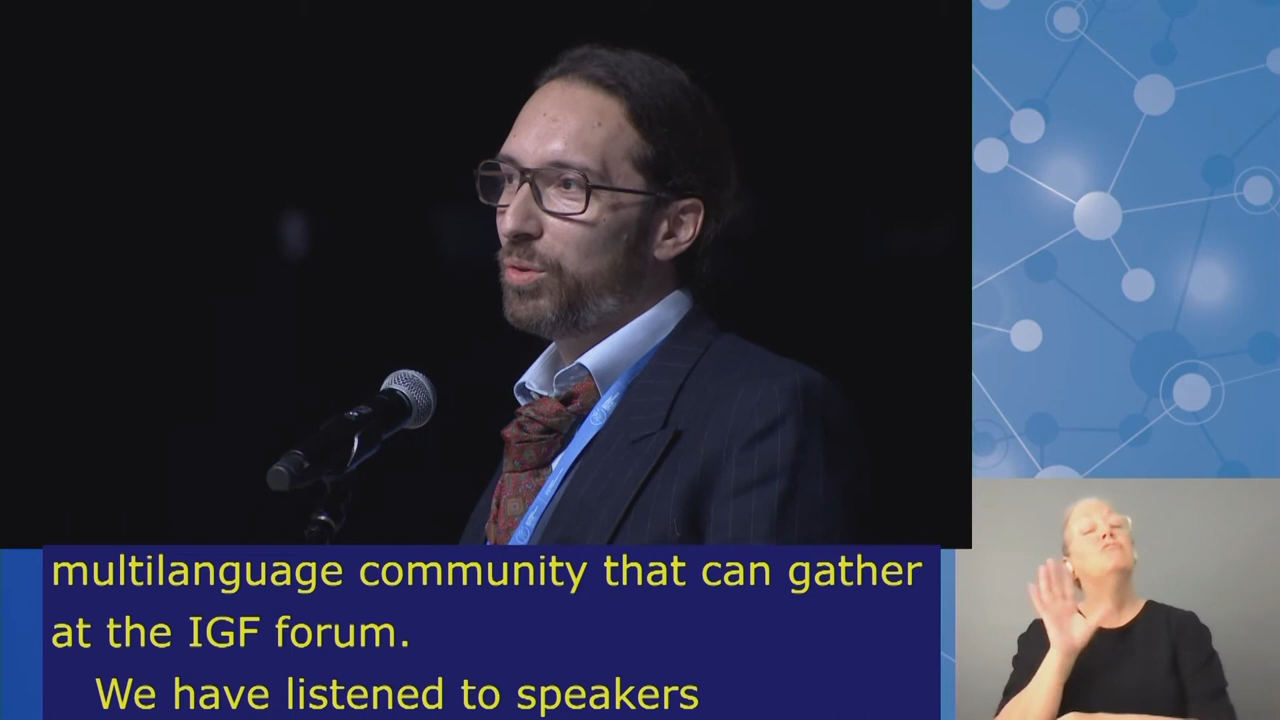 multilanguage community that can gather
at the IGF forum.
We have listened to speakers